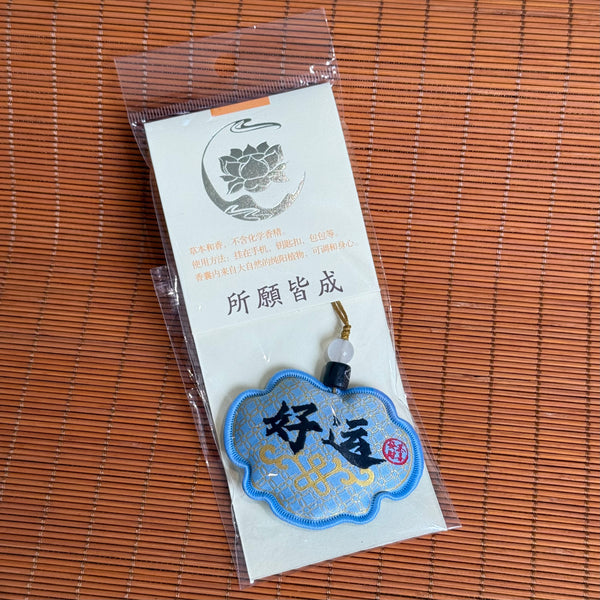 草本和香，不含化学香精。
使用方法：挂在手机、钥匙扣、包包等。
香囊内来自大自然的纯阳植物，可调和身心。
所願皆成
好运